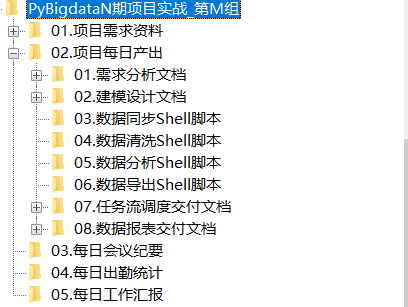 PyBigdataN期项目实战_第M组
01.项目需求资料
02.项目每日产出
01.需求分析文档
02.建模设计文档
03.数据同步Shell脚本
04.数据清洗Shell脚本
05.数据分析Shell脚本
06.数据导出Shell脚本
07.任务流调度交付文档
08.数据报表交付文档
03.每日会议纪要
04.每日出勤统计
05.每日工作汇报